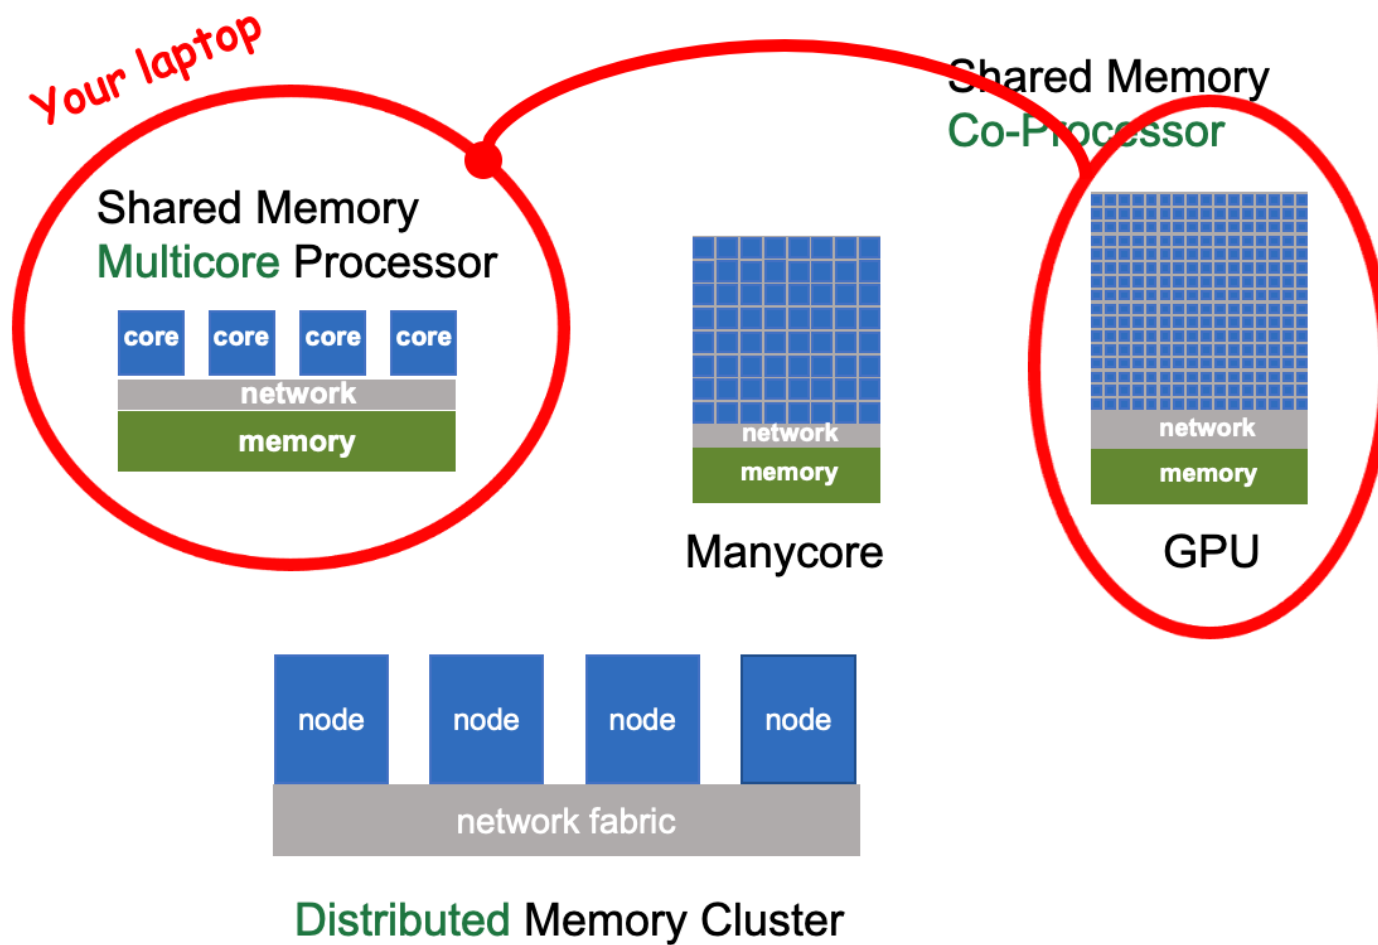 Your laptop
Shared Memory
Multicore Processor
core core core core
network
memory
Shared Memory
Co-Processor
network
memory
Manycore
network
memory
GPU
node node node node
network fabric
Distributed Memory Cluster